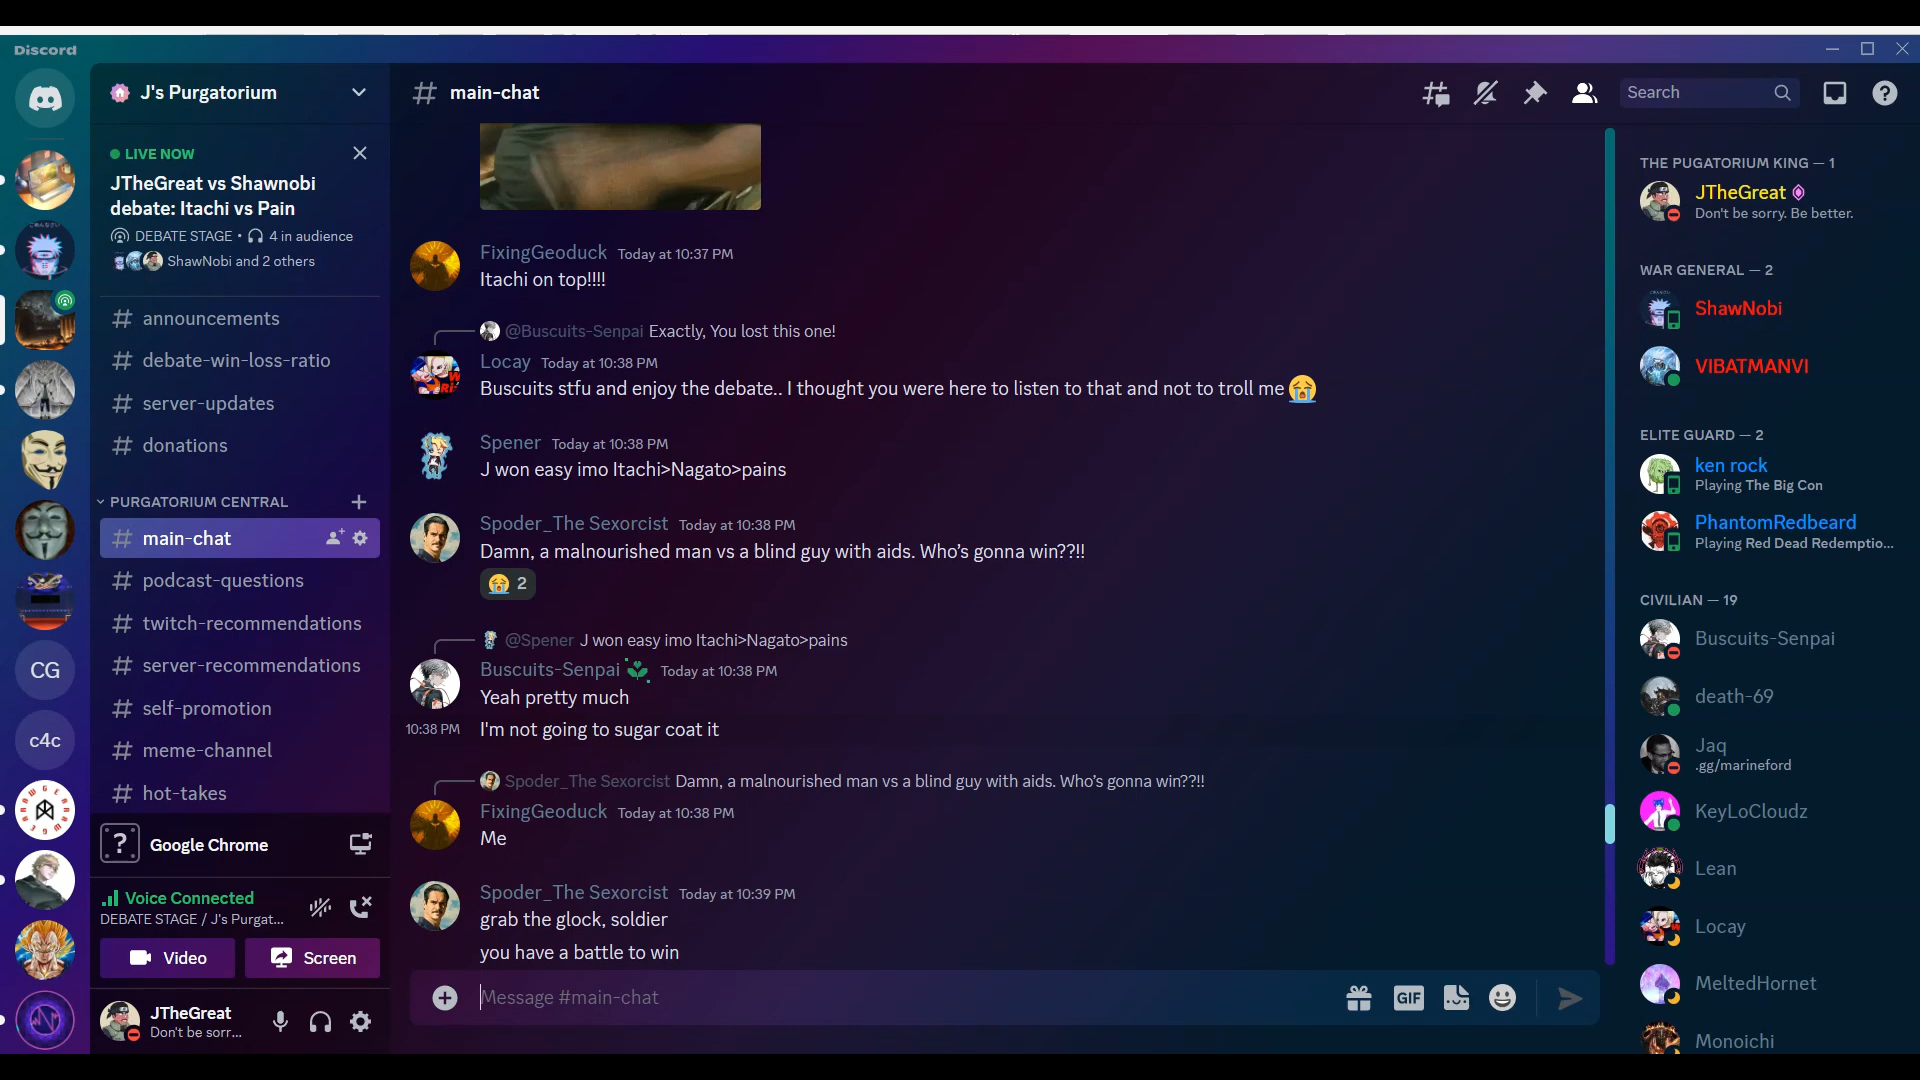 Discord
J's Purgatorium
LIVE NOW
JTheGreat vs Shawnobi
debate: Itachi vs Pain
DEBATE STAGE • 4 in audience
ShawNobi and 2 others
announcements
debate-win-loss-ratio
server-updates
donations
PURGATORIUM CENTRAL
main-chat
podcast-questions
twitch-recommendations
server-recommendations
self-promotion
meme-channel
hot-takes
CG
c4c
? Google Chrome
Voice Connected
DEBATE STAGE / J's Purgat...
Video Screen
JTheGreat
Don't be sorr...
main-chat
Search
FixingGeoduck Today at 10:37 PM
Itachi on top!!!!
@Buscuits-Senpai Exactly, You lost this one!
Locay Today at 10:38 PM
Buscuits stfu and enjoy the debate.. I thought you were here to listen to that and not to troll me 😭
Spener Today at 10:38 PM
J won easy imo Itachi>Nagato>pains
Spoder_The Sexorcist Today at 10:38 PM
Damn, a malnourished man vs a blind guy with aids. Who’s gonna win??!!
😭 2
@Spener J won easy imo Itachi>Nagato>pains
Buscuits-Senpai Today at 10:38 PM
Yeah pretty much
10:38 PM I'm not going to sugar coat it
Spoder_The Sexorcist Damn, a malnourished man vs a blind guy with aids. Who’s gonna win??!!
FixingGeoduck Today at 10:38 PM
Me
Spoder_The Sexorcist Today at 10:39 PM
grab the glock, soldier
you have a battle to win
Message #main-chat
GIF
THE PUGATORIUM KING — 1
JTheGreat
Don't be sorry. Be better.
WAR GENERAL — 2
ShawNobi
VIBATMANVI
ELITE GUARD — 2
ken rock
Playing The Big Con
PhantomRedbeard
Playing Red Dead Redemptio...
CIVILIAN — 19
Buscuits-Senpai
death-69
Jaq
.gg/marineford
KeyLoCloudz
Lean
Locay
MeltedHornet
Monoichi